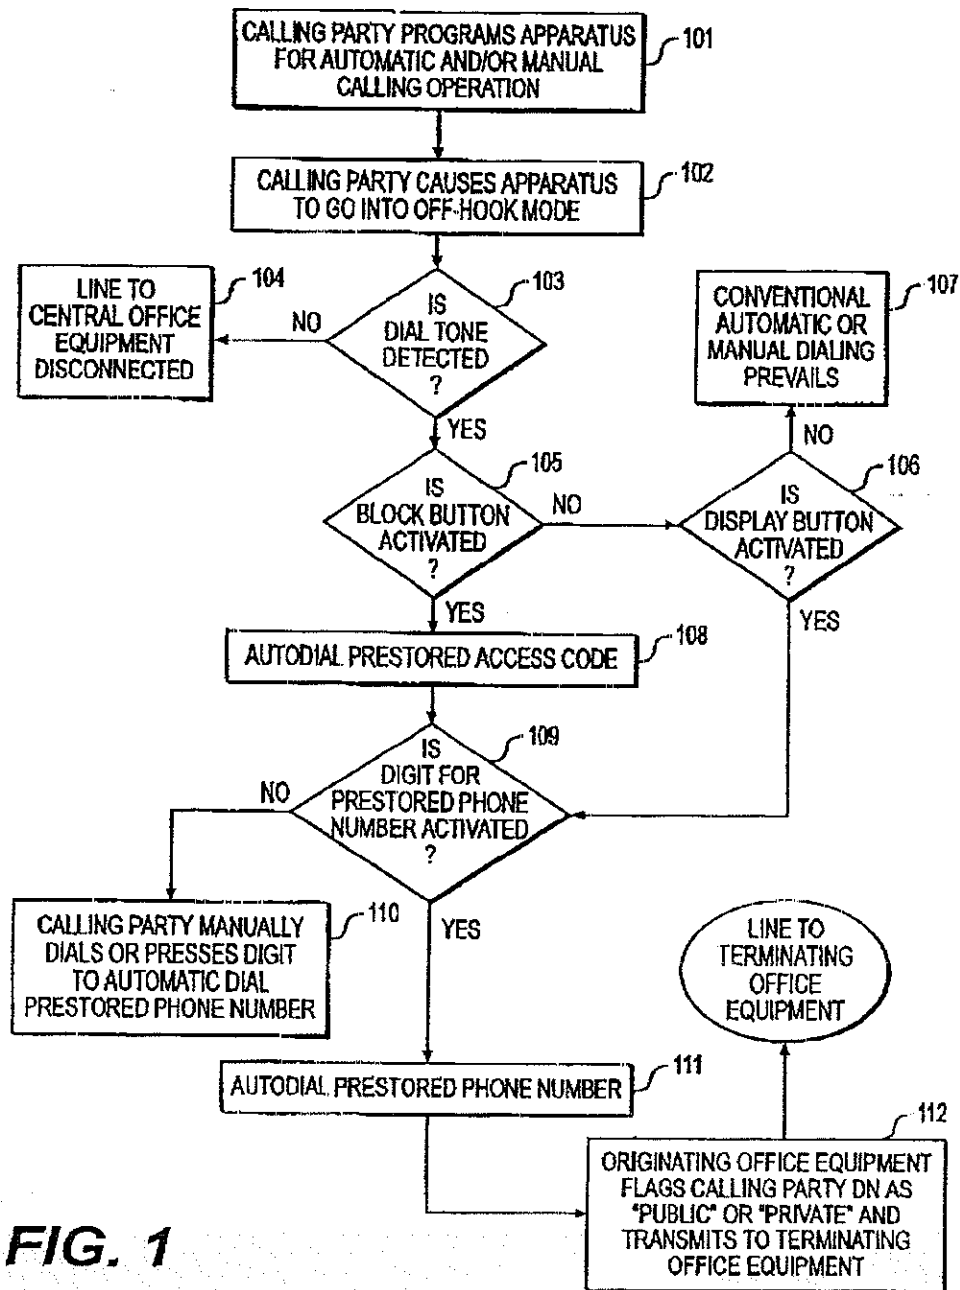 CALLING PARTY PROGRAMS APPARATUS
FOR AUTOMATIC AND/OR MANUAL
CALLING OPERATION
101
CALLING PARTY CAUSES APPARATUS
TO GO INTO OFF-HOOK MODE
102
LINE TO
CENTRAL OFFICE
EQUIPMENT
DISCONNECTED
104
NO
IS
DIAL TONE
DETECTED
?
103
CONVENTIONAL
AUTOMATIC OR
MANUAL DIALING
PREVAILS
107
YES
NO
IS
BLOCK BUTTON
ACTIVATED
?
105
NO
IS
DISPLAY BUTTON
ACTIVATED
?
106
YES
YES
AUTODIAL PRESTORED ACCESS CODE
108
IS
DIGIT FOR
PRESTORED PHONE
NUMBER ACTIVATED
?
109
NO
YES
CALLING PARTY MANUALLY
DIALS OR PRESSES DIGIT
TO AUTOMATIC DIAL
PRESTORED PHONE NUMBER
110
LINE TO
TERMINATING
OFFICE
EQUIPMENT
AUTODIAL PRESTORED PHONE NUMBER
111
ORIGINATING OFFICE EQUIPMENT
FLAGS CALLING PARTY DN AS
"PUBLIC" OR "PRIVATE" AND
TRANSMITS TO TERMINATING
OFFICE EQUIPMENT
112
FIG. 1